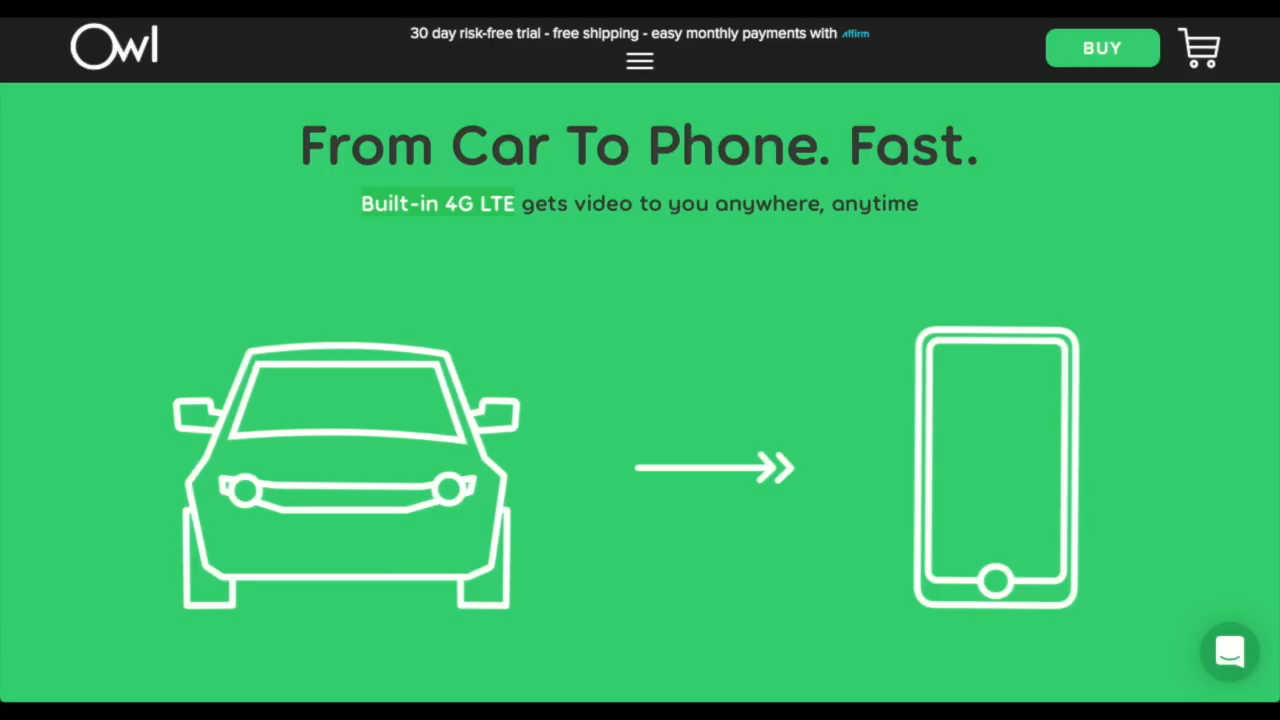 Owl
30 day risk-free trial - free shipping - easy monthly payments with affirm
BUY
From Car To Phone. Fast.
Built-in 4G LTE gets video to you anywhere, anytime